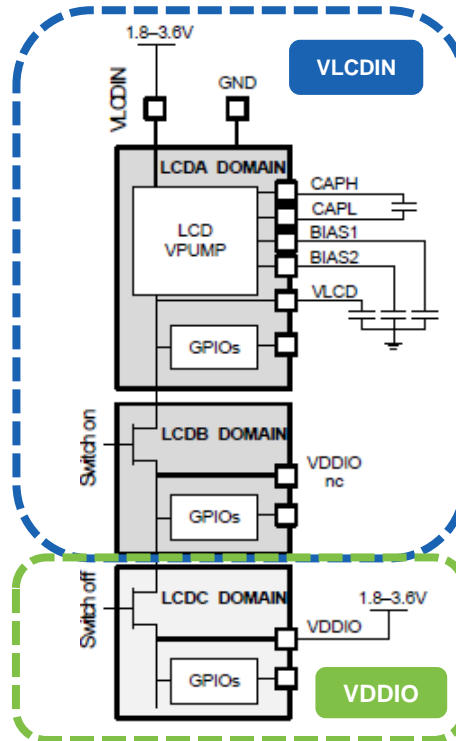 1.8–3.6V
VLCDIN
VLCDIN
GND
LCDA DOMAIN
LCD
VPUMP
CAPH
CAPL
BIAS1
BIAS2
VLCD
GPIOs
Switch on
LCDB DOMAIN
VDDIO
nc
GPIOs
Switch off
LCDC DOMAIN
1.8–3.6V
VDDIO
GPIOs
VDDIO